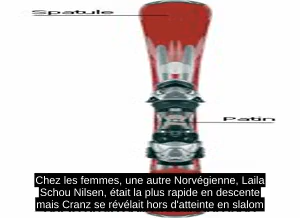 Spatule
Patin
Chez les femmes, une autre Norvégienne, Laila
Schou Nilsen, était la plus rapide en descente
mais Cranz se révélait hors d'atteinte en slalom